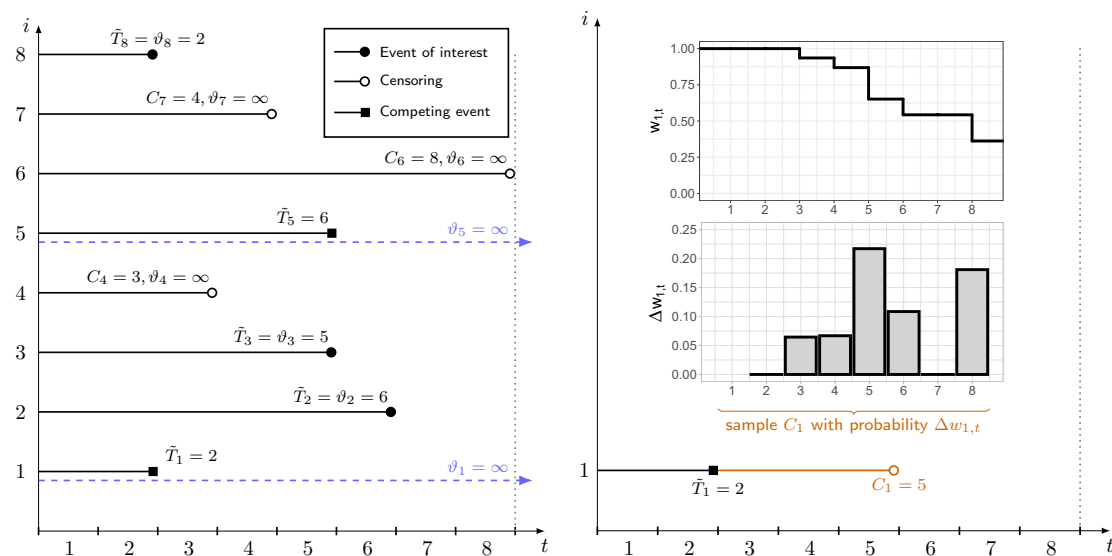 i
8
T̃₈ = ϑ₈ = 2
Event of interest
Censoring
Competing event
7
C₇ = 4, ϑ₇ = ∞
6
C₆ = 8, ϑ₆ = ∞
5
T̃₅ = 6
ϑ₅ = ∞
4
C₄ = 3, ϑ₄ = ∞
3
T̃₃ = ϑ₃ = 5
2
T̃₂ = ϑ₂ = 6
1
T̃₁ = 2
ϑ₁ = ∞
1 2 3 4 5 6 7 8 t
i
w₁,ₜ
1.00
0.75
0.50
0.25
0.00
1 2 3 4 5 6 7 8
Δw₁,ₜ
0.25
0.20
0.15
0.10
0.05
0.00
1 2 3 4 5 6 7 8
sample C₁ with probability Δw₁,ₜ
1
T̃₁ = 2
C₁ = 5
1 2 3 4 5 6 7 8 t